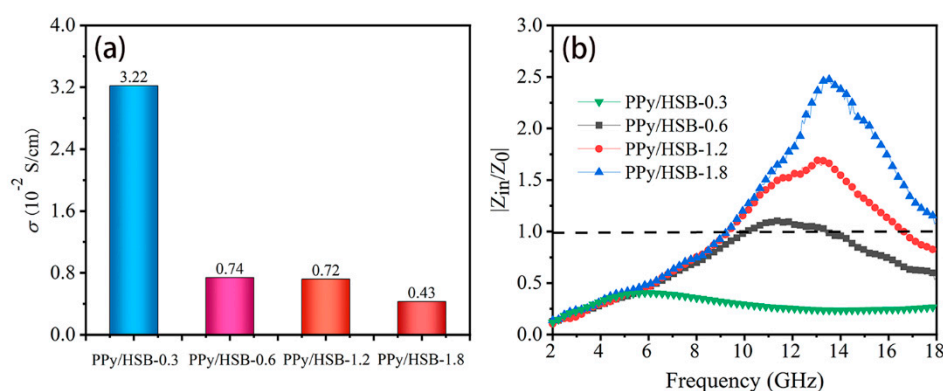 (a)
σ (10⁻² S/cm)
4.0
3.2
2.4
1.6
0.8
0.0
3.22
0.74
0.72
0.43
PPy/HSB-0.3 PPy/HSB-0.6 PPy/HSB-1.2 PPy/HSB-1.8
(b)
|Z_in/Z_0|
3.0
2.5
2.0
1.5
1.0
0.5
0.0
PPy/HSB-0.3
PPy/HSB-0.6
PPy/HSB-1.2
PPy/HSB-1.8
2 4 6 8 10 12 14 16 18
Frequency (GHz)